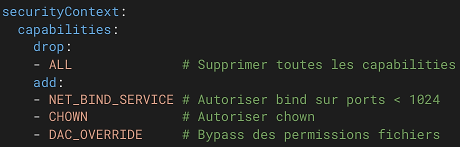 securityContext:
capabilities:
drop:
- ALL # Supprimer toutes les capabilities
add:
- NET_BIND_SERVICE # Autoriser bind sur ports < 1024
- CHOWN # Autoriser chown
- DAC_OVERRIDE # Bypass des permissions fichiers